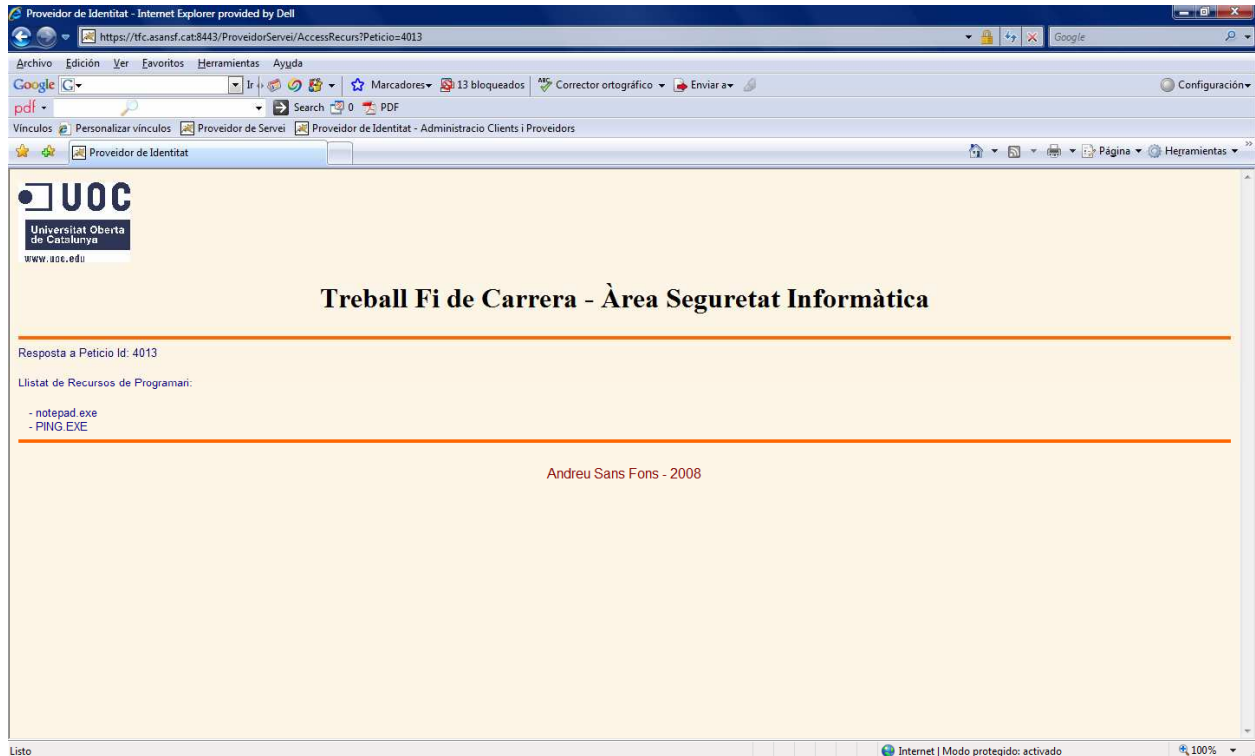 Proveidor de Identitat - Internet Explorer provided by Dell
https://tfc.asansf.cat:8443/ProveidorServei/AccessRecurs?Peticio=4013
Google
Archivo Edición Ver Favoritos Herramientas Ayuda
Google G Ir Marcadores 13 bloqueados ABC Corrector ortográfico Enviar a Configuración
pdf Search 0 PDF
Vínculos Personalizar vínculos Proveidor de Servei Proveidor de Identitat - Administracio Clients i Proveidors
Proveidor de Identitat Página Herramientas
UOC
Universitat Oberta
de Catalunya
www.uoc.edu
Treball Fi de Carrera - Àrea Seguretat Informàtica
Resposta a Peticio Id: 4013
Llistat de Recursos de Programari:
- notepad.exe
- PING.EXE
Andreu Sans Fons - 2008
Listo Internet | Modo protegido: activado 100%